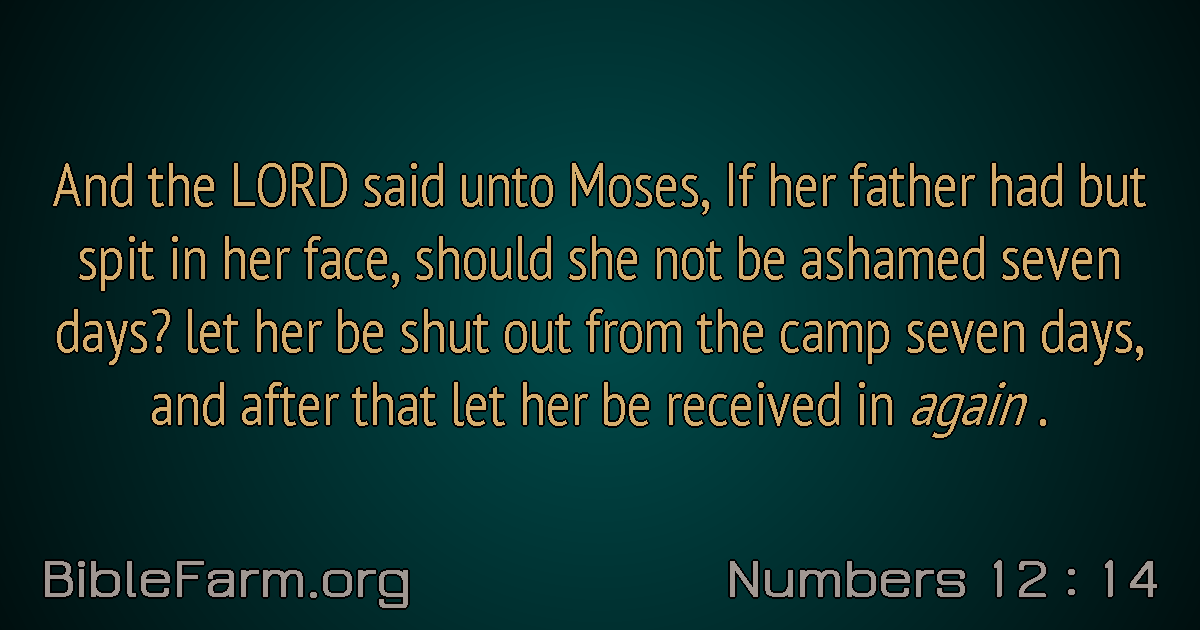 And the LORD said unto Moses, If her father had but
spit in her face, should she not be ashamed seven
days? let her be shut out from the camp seven days,
and after that let her be received in again .
BibleFarm.org
Numbers 12 : 14